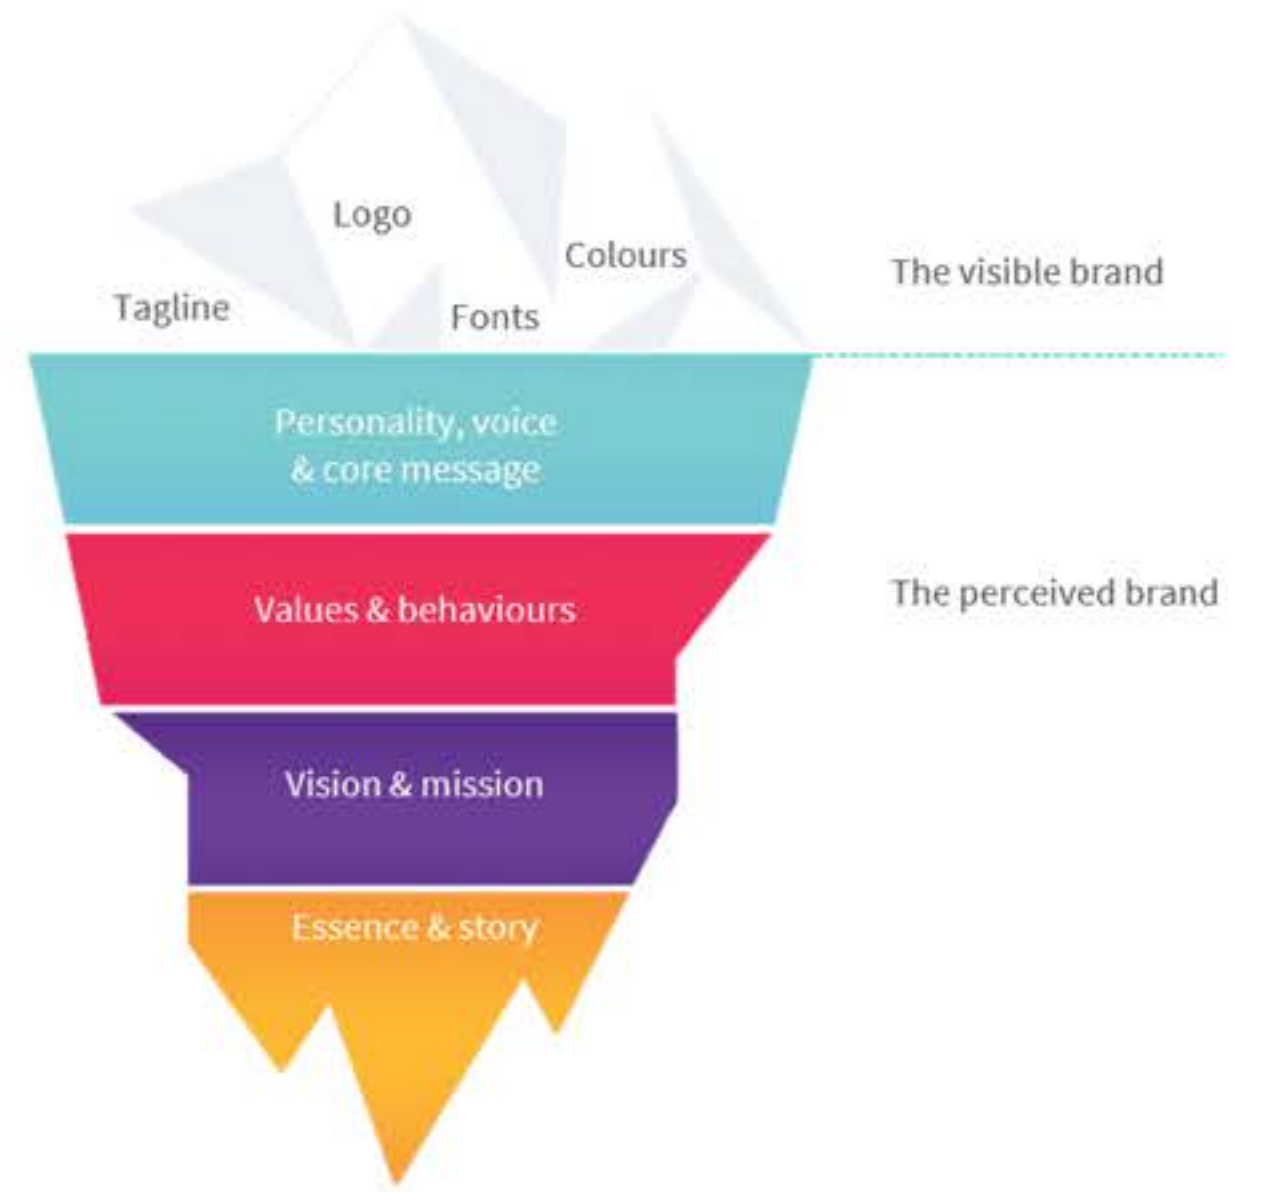 Logo
Colours
The visible brand
Tagline
Fonts
Personality, voice
& core message
Values & behaviours
The perceived brand
Vision & mission
Essence & story